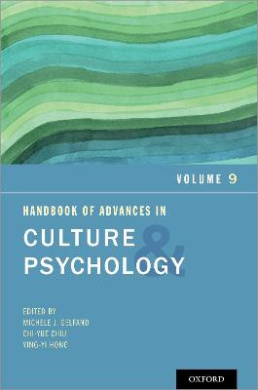 VOLUME 9
HANDBOOK OF ADVANCES IN
CULTURE &
PSYCHOLOGY
EDITED BY
MICHELE J. GELFAND
CHI-YUE CHIU
YING-YI HONG
OXFORD